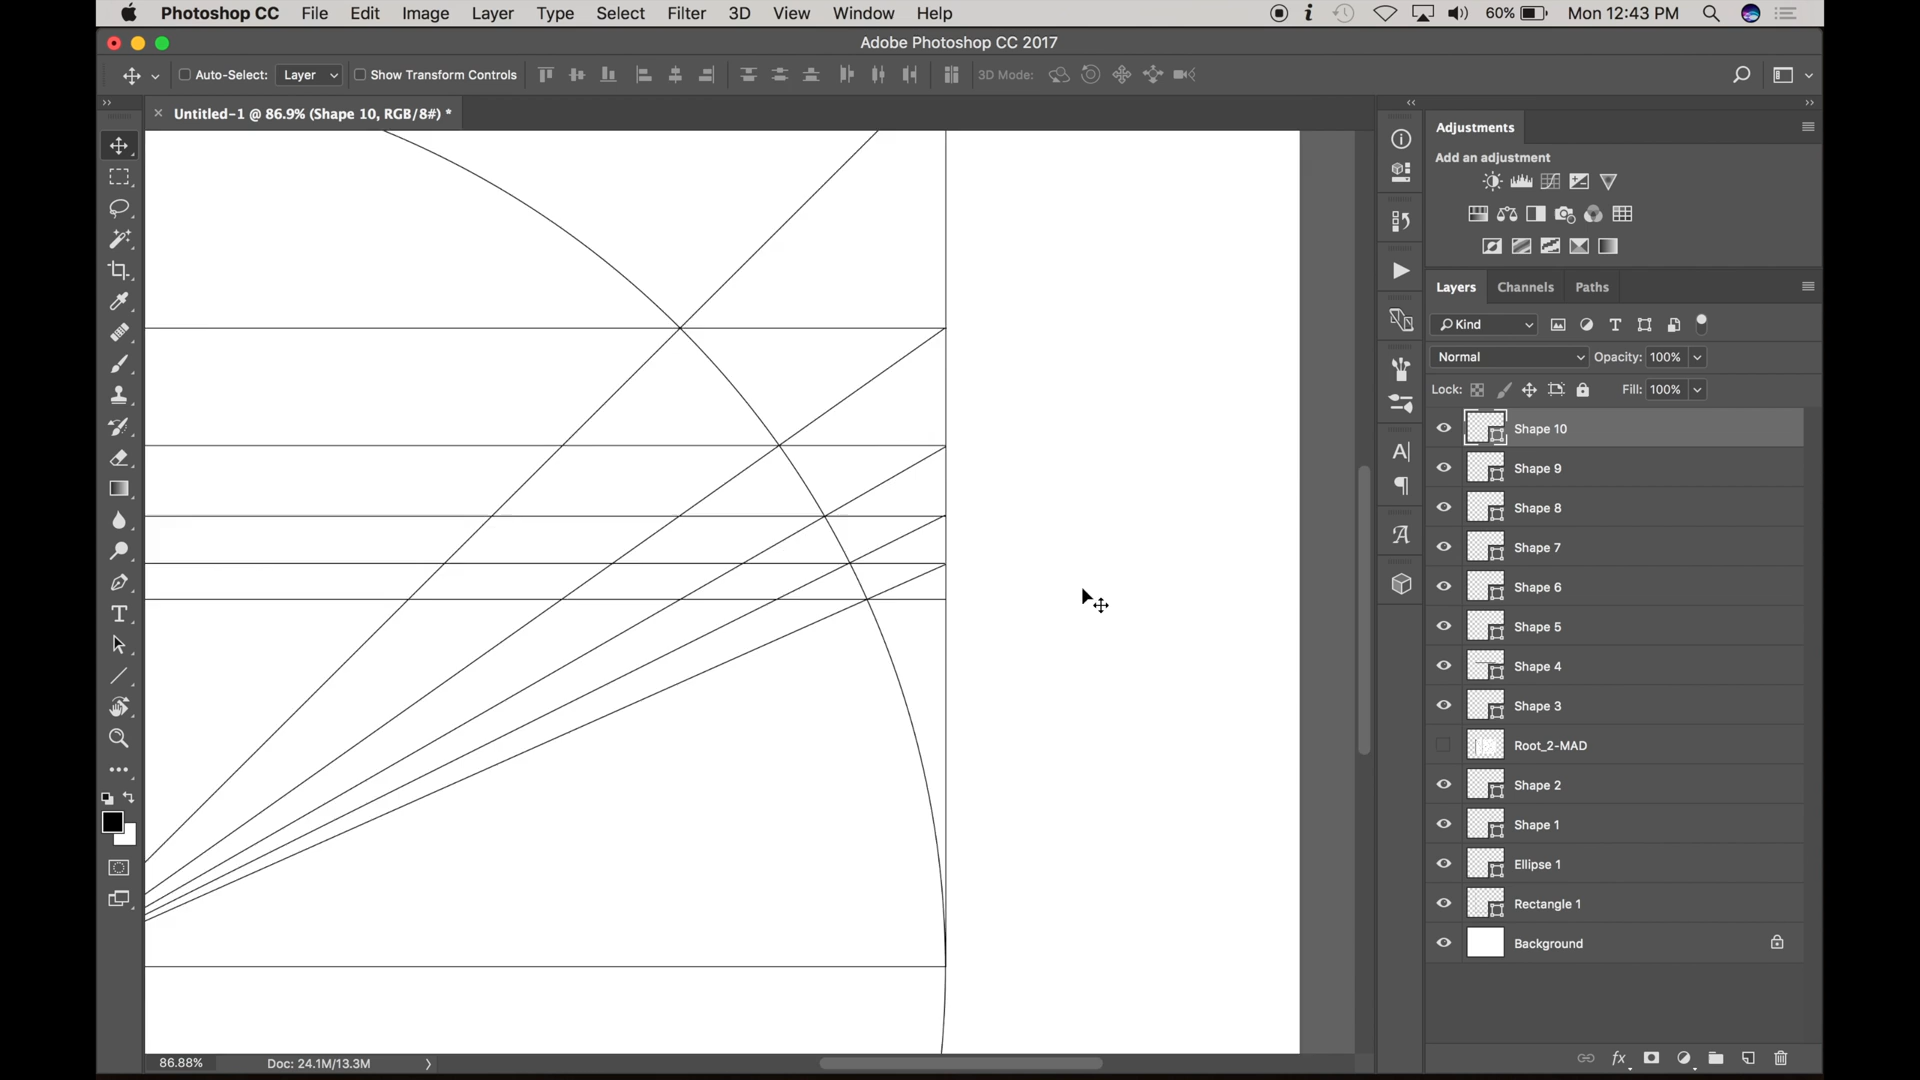 Photoshop CC File Edit Image Layer Type Select Filter 3D View Window Help 60% Mon 12:43 PM
Adobe Photoshop CC 2017
Auto-Select: Layer Show Transform Controls 3D Mode:
Untitled-1 @ 86.9% (Shape 10, RGB/8#) *
Adjustments
Add an adjustment
Layers Channels Paths
Kind
Normal Opacity: 100%
Lock: Fill: 100%
Shape 10
Shape 9
Shape 8
Shape 7
Shape 6
Shape 5
Shape 4
Shape 3
Root_2-MAD
Shape 2
Shape 1
Ellipse 1
Rectangle 1
Background
86.88% Doc: 24.1M/13.3M